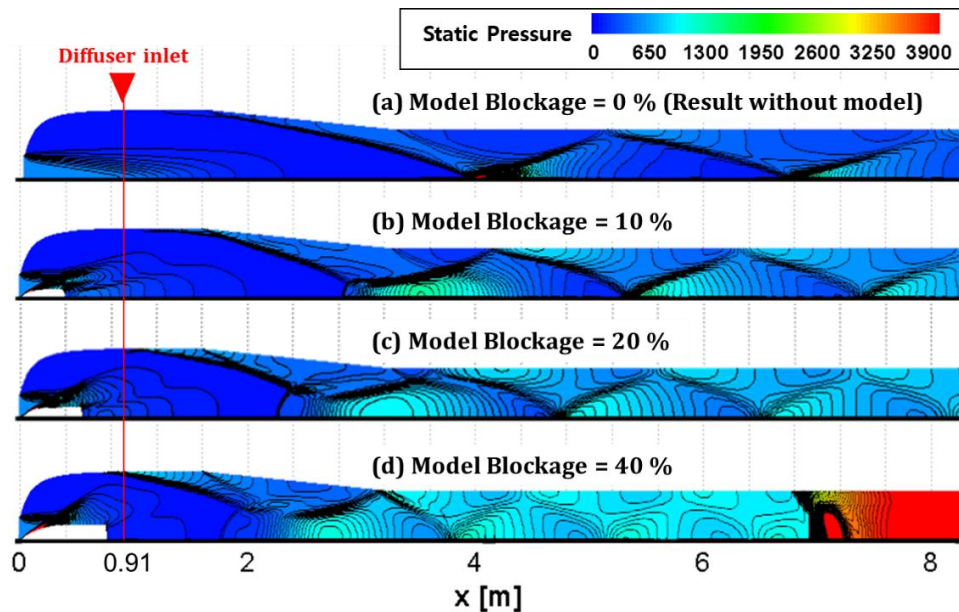 Static Pressure
0 650 1300 1950 2600 3250 3900
Diffuser inlet
(a) Model Blockage = 0 % (Result without model)
(b) Model Blockage = 10 %
(c) Model Blockage = 20 %
(d) Model Blockage = 40 %
0 0.91 2 4 6 8
x [m]